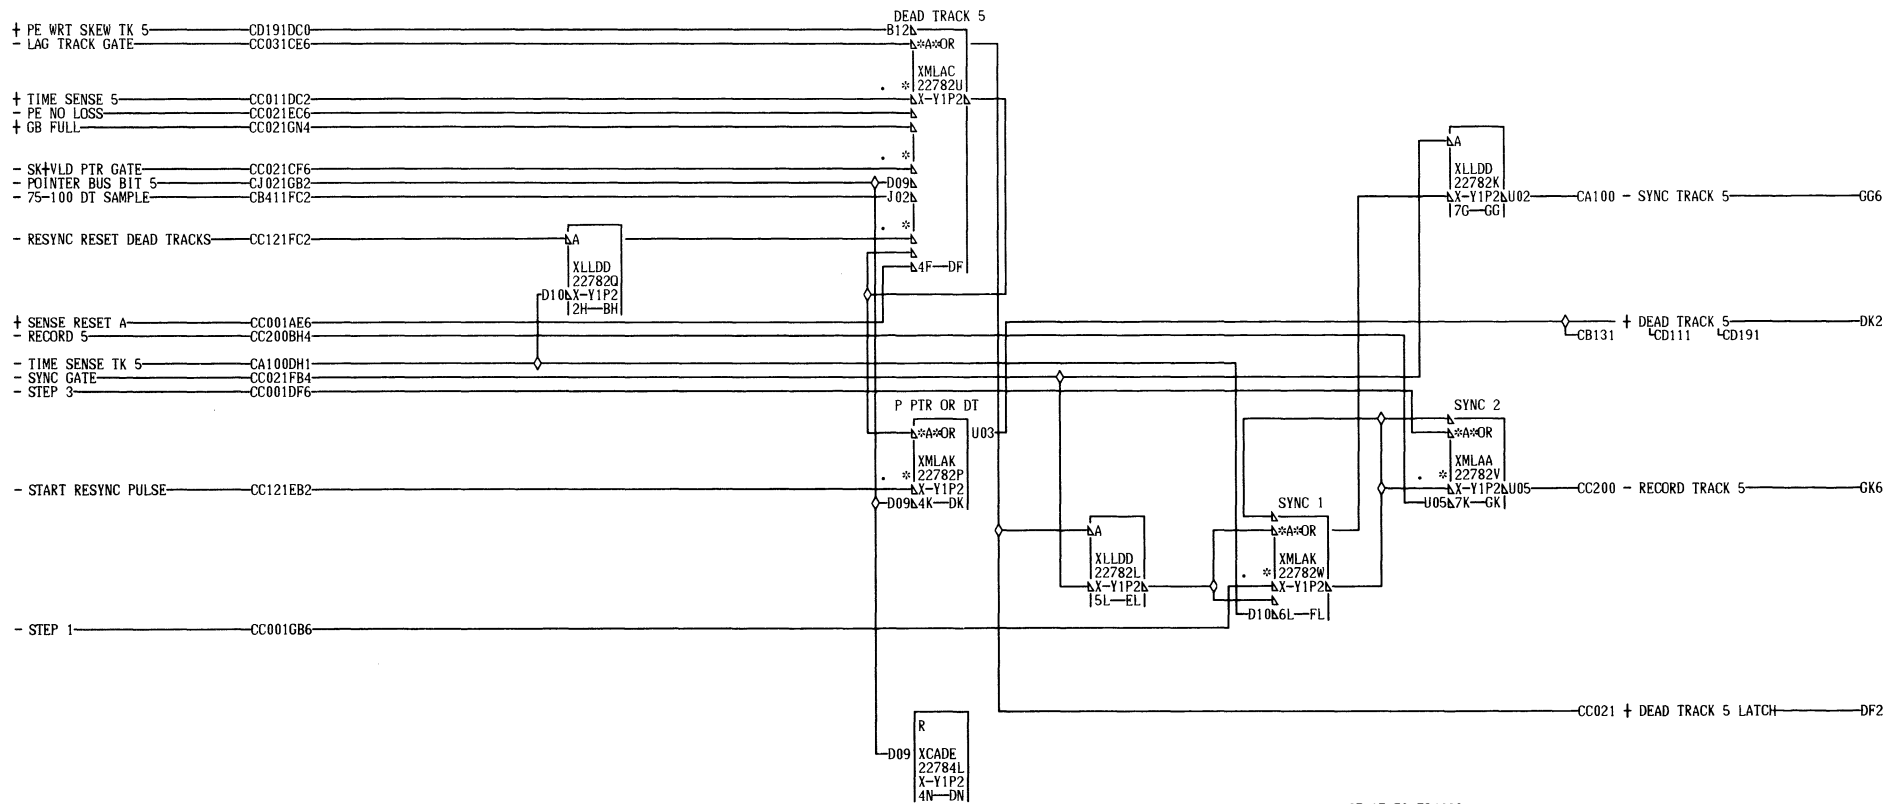 DEAD TRACK 5
+ PE WRT SKEW TK 5 CD191DC0 B12
- LAG TRACK GATE CC031CE6 *A*OR
XMLAC
* 22782U
+ TIME SENSE 5 CC011DC2 X-Y1P2
- PE NO LOSS CC021EC6
+ GB FULL CC021GN4
*
- SK+VLD PTR GATE CC021CF6
- POINTER BUS BIT 5 CJ021GB2 D09
- 75-100 DT SAMPLE CB411FC2 J02
*
- RESYNC RESET DEAD TRACKS CC121FC2
4F DF
A
XLLDD
22782Q
D10 X-Y1P2
2H BH
A
XLLDD
22782K
X-Y1P2 U02 CA100 - SYNC TRACK 5 GG6
7G GG
+ SENSE RESET A CC001AE6
- RECORD 5 CC200BH4
+ DEAD TRACK 5 DK2
CB131 CD111 CD191
- TIME SENSE TK 5 CA100DH1
- SYNC GATE CC021FB4
- STEP 3 CC001DF6
P PTR OR DT
*A*OR U03
XMLAK
* 22782P
- START RESYNC PULSE CC121EB2 X-Y1P2
D09 4K DK
SYNC 2
*A*OR
XMLAA
* 22782V
X-Y1P2 U05 CC200 - RECORD TRACK 5 GK6
U05 7K GK
A
XLLDD
22782L
X-Y1P2
5L EL
SYNC 1
*A*OR
XMLAK
* 22782W
X-Y1P2
D10 6L FL
- STEP 1 CC001GB6
CC021 + DEAD TRACK 5 LATCH DF2
R
D09 XCADE
22784L
X-Y1P2
4N DN